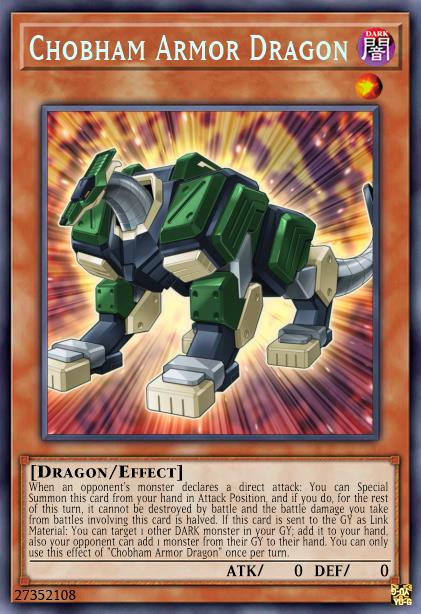 CHOBHAM ARMOR DRAGON
DARK
闇
[DRAGON/EFFECT]
When an opponent's monster declares a direct attack: You can Special
Summon this card from your hand in Attack Position, and if you do, for the rest
of this turn, it cannot be destroyed by battle and the battle damage you take
from battles involving this card is halved. If this card is sent to the GY as Link
Material: You can target 1 other DARK monster in your GY; add it to your hand,
also your opponent can add 1 monster from their GY to their hand. You can only
use this effect of "Chobham Armor Dragon" once per turn.
ATK/ 0 DEF/ 0
27352108